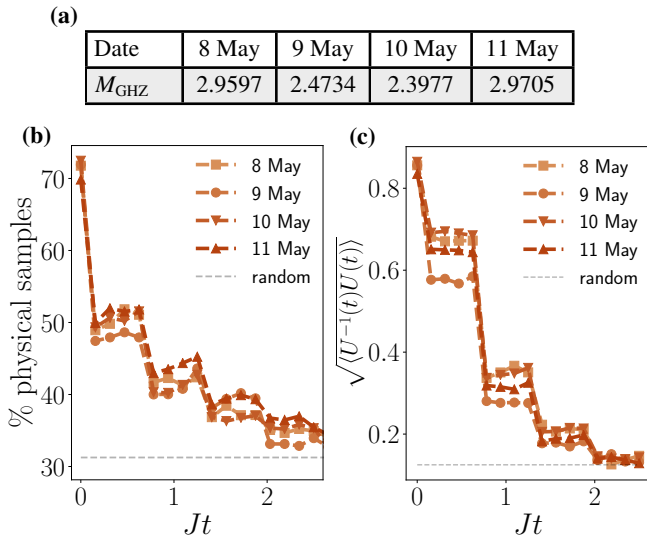 (a)
Date 8 May 9 May 10 May 11 May
M_GHZ 2.9597 2.4734 2.3977 2.9705
(b)
% physical samples
70
60
50
40
30
0 1 2
Jt
8 May
9 May
10 May
11 May
random
(c)
√⟨U⁻¹(t)U(t)⟩
0.8
0.6
0.4
0.2
0 1 2
Jt
8 May
9 May
10 May
11 May
random